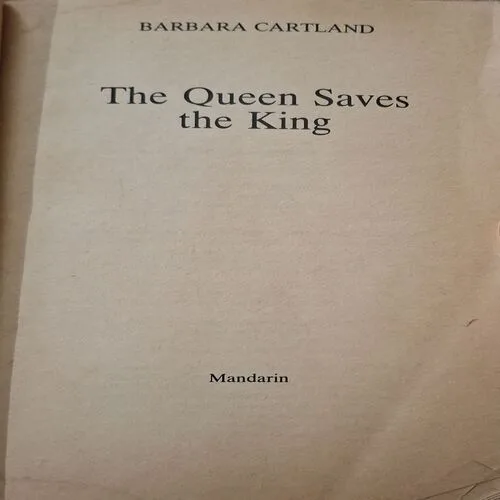 BARBARA CARTLAND
The Queen Saves
the King
Mandarin